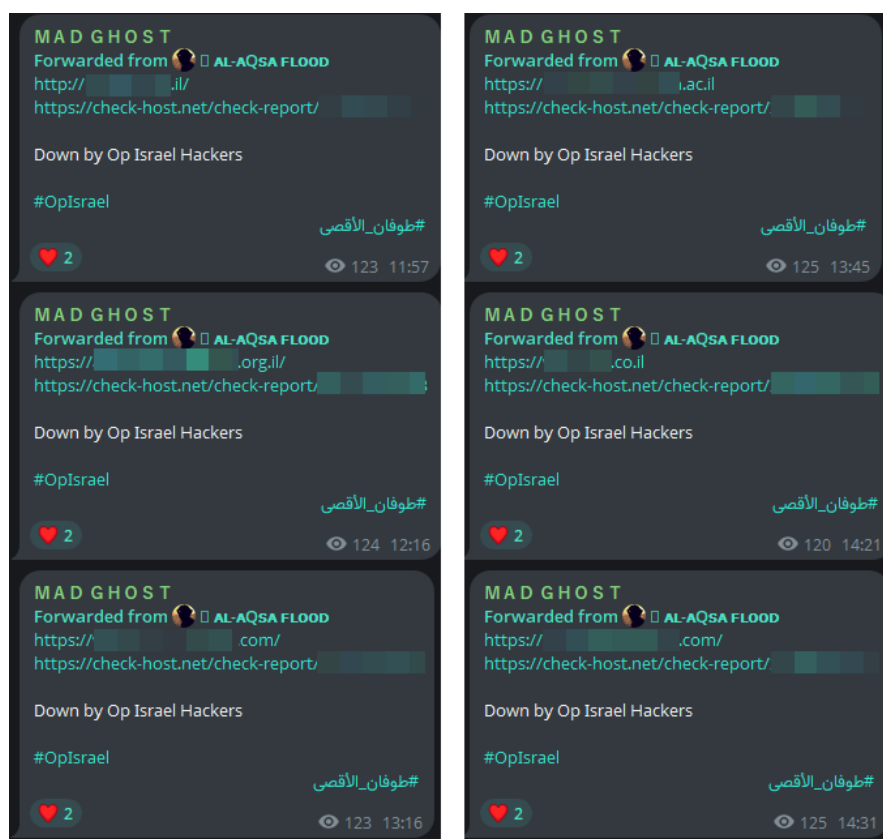 MAD GHOST
Forwarded from AL-AQSA FLOOD
http:// .il/
https://check-host.net/check-report/
Down by Op Israel Hackers
#OpIsrael
#طوفان_الأقصى
2
123 11:57
MAD GHOST
Forwarded from AL-AQSA FLOOD
https:// .org.il/
https://check-host.net/check-report/
Down by Op Israel Hackers
#OpIsrael
#طوفان_الأقصى
2
124 12:16
MAD GHOST
Forwarded from AL-AQSA FLOOD
https:// .com/
https://check-host.net/check-report/
Down by Op Israel Hackers
#OpIsrael
#طوفان_الأقصى
2
123 13:16
MAD GHOST
Forwarded from AL-AQSA FLOOD
https:// .ac.il
https://check-host.net/check-report/
Down by Op Israel Hackers
#OpIsrael
#طوفان_الأقصى
2
125 13:45
MAD GHOST
Forwarded from AL-AQSA FLOOD
https:// .co.il
https://check-host.net/check-report/
Down by Op Israel Hackers
#OpIsrael
#طوفان_الأقصى
2
120 14:21
MAD GHOST
Forwarded from AL-AQSA FLOOD
https:// .com/
https://check-host.net/check-report/
Down by Op Israel Hackers
#OpIsrael
#طوفان_الأقصى
2
125 14:31